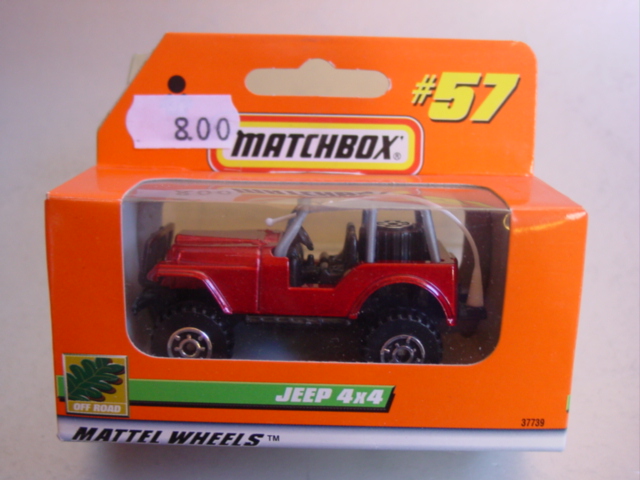 #57
8.00
MATCHBOX®
JEEP 4x4
OFF ROAD
37739
MATTEL WHEELS™